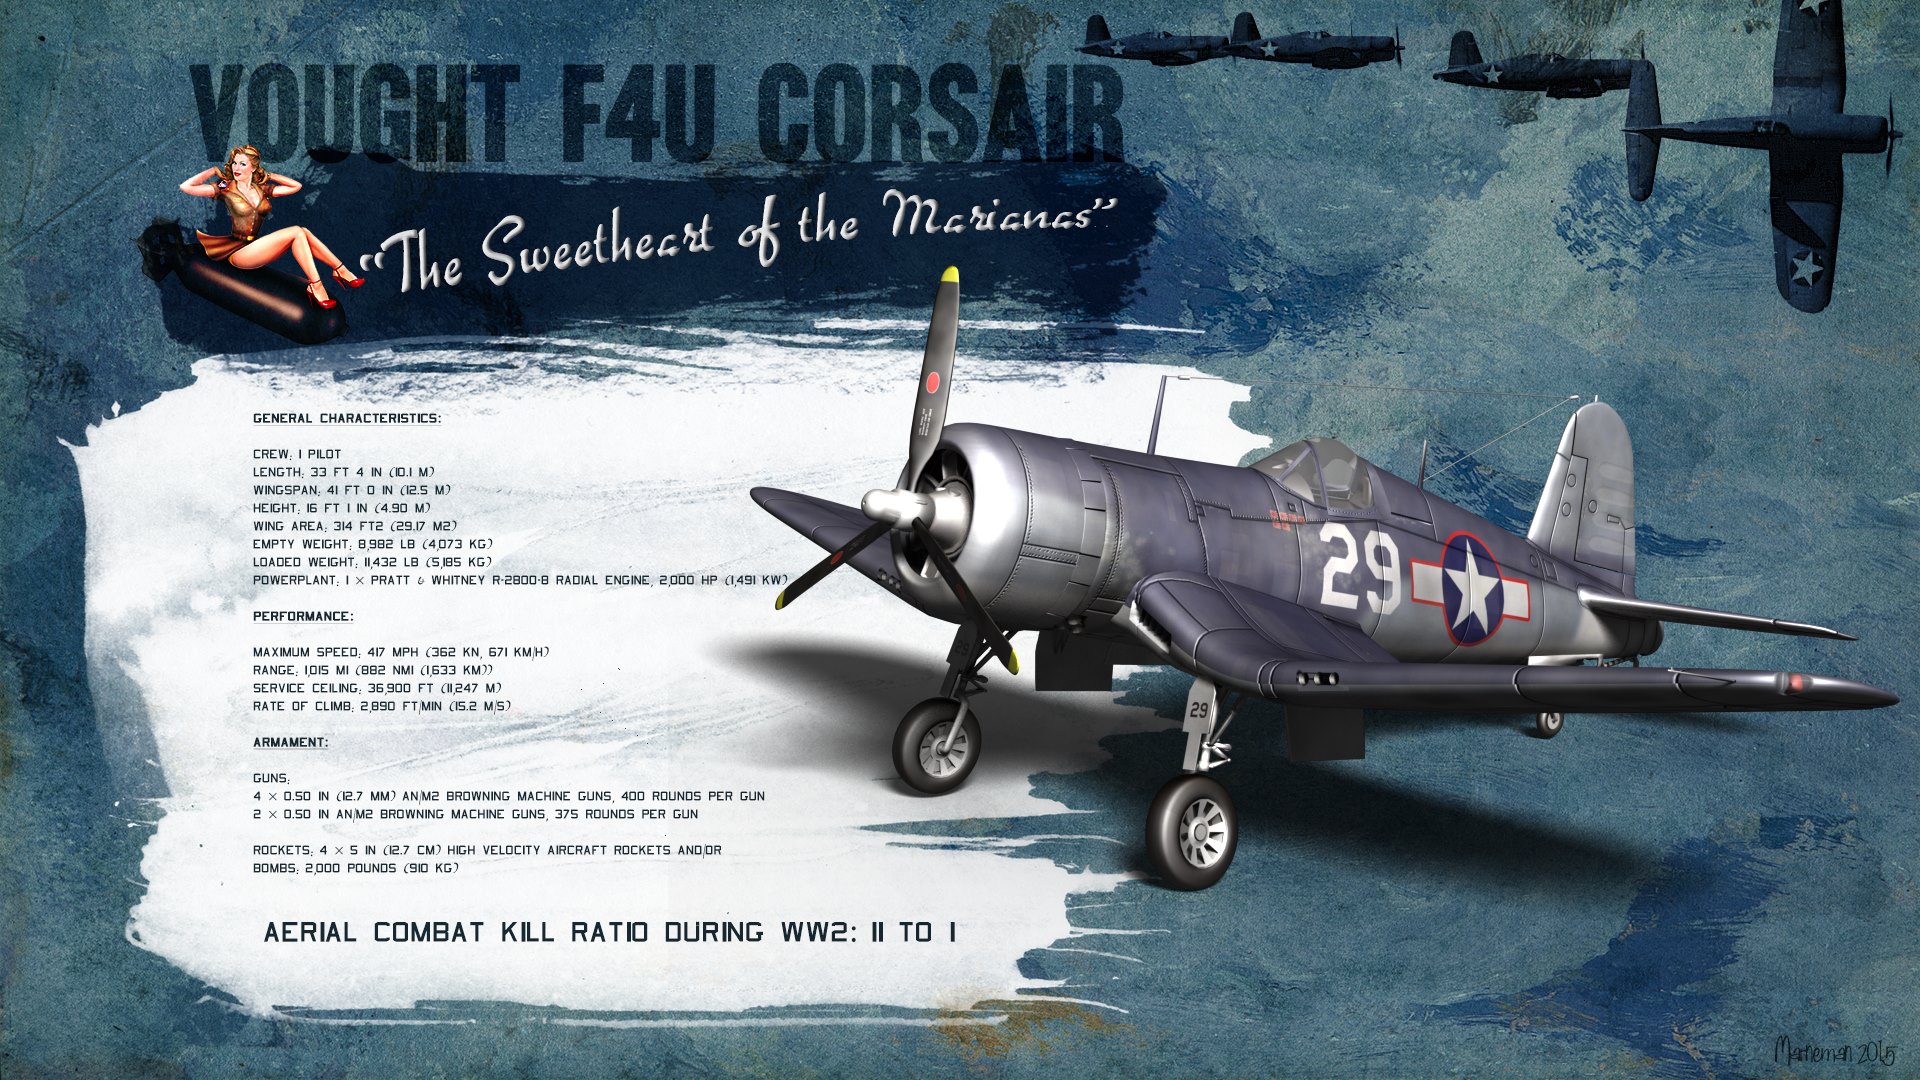 VOUGHT F4U CORSAIR
"The Sweetheart of the Marianas"
GENERAL CHARACTERISTICS:
CREW: 1 PILOT
LENGTH: 33 FT 4 IN (10.1 M)
WINGSPAN: 41 FT 0 IN (12.5 M)
HEIGHT: 16 FT 1 IN (4.90 M)
WING AREA: 314 FT2 (29.17 M2)
EMPTY WEIGHT: 8,982 LB (4,073 KG)
LOADED WEIGHT: 11,432 LB (5,185 KG)
POWERPLANT: 1 × PRATT & WHITNEY R-2800-8 RADIAL ENGINE, 2,000 HP (1,491 KW)
PERFORMANCE:
MAXIMUM SPEED: 417 MPH (362 KN, 671 KM/H)
RANGE: 1,015 MI (882 NMI (1,633 KM))
SERVICE CEILING: 36,900 FT (11,247 M)
RATE OF CLIMB: 2,890 FT/MIN (15.2 M/S)
ARMAMENT:
GUNS:
4 × 0.50 IN (12.7 MM) AN/M2 BROWNING MACHINE GUNS, 400 ROUNDS PER GUN
2 × 0.50 IN AN/M2 BROWNING MACHINE GUNS, 375 ROUNDS PER GUN
ROCKETS: 4 × 5 IN (12.7 CM) HIGH VELOCITY AIRCRAFT ROCKETS AND/OR
BOMBS: 2,000 POUNDS (910 KG)
AERIAL COMBAT KILL RATIO DURING WW2: 11 TO 1
29
29
29
Marneman 2015